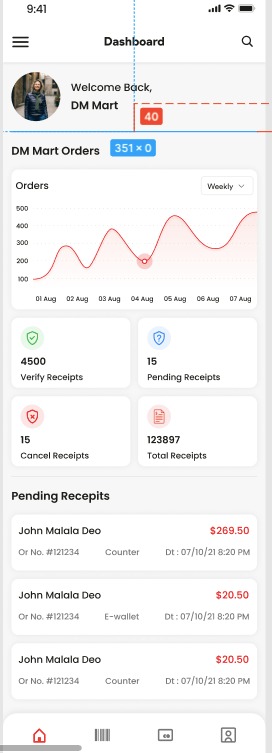 9:41
Dashboard
Welcome Back,
DM Mart
40
DM Mart Orders
351 × 0
Orders
Weekly
500
400
300
200
100
01 Aug 02 Aug 03 Aug 04 Aug 05 Aug 06 Aug 07 Aug
4500
Verify Receipts
15
Pending Receipts
15
Cancel Receipts
123897
Total Receipts
Pending Recepits
John Malala Deo $269.50
Or No. #121234 Counter Dt : 07/10/21 8:20 PM
John Malala Deo $20.50
Or No. #121234 E-wallet Dt : 07/10/21 8:20 PM
John Malala Deo $20.50
Or No. #121234 Counter Dt : 07/10/21 8:20 PM